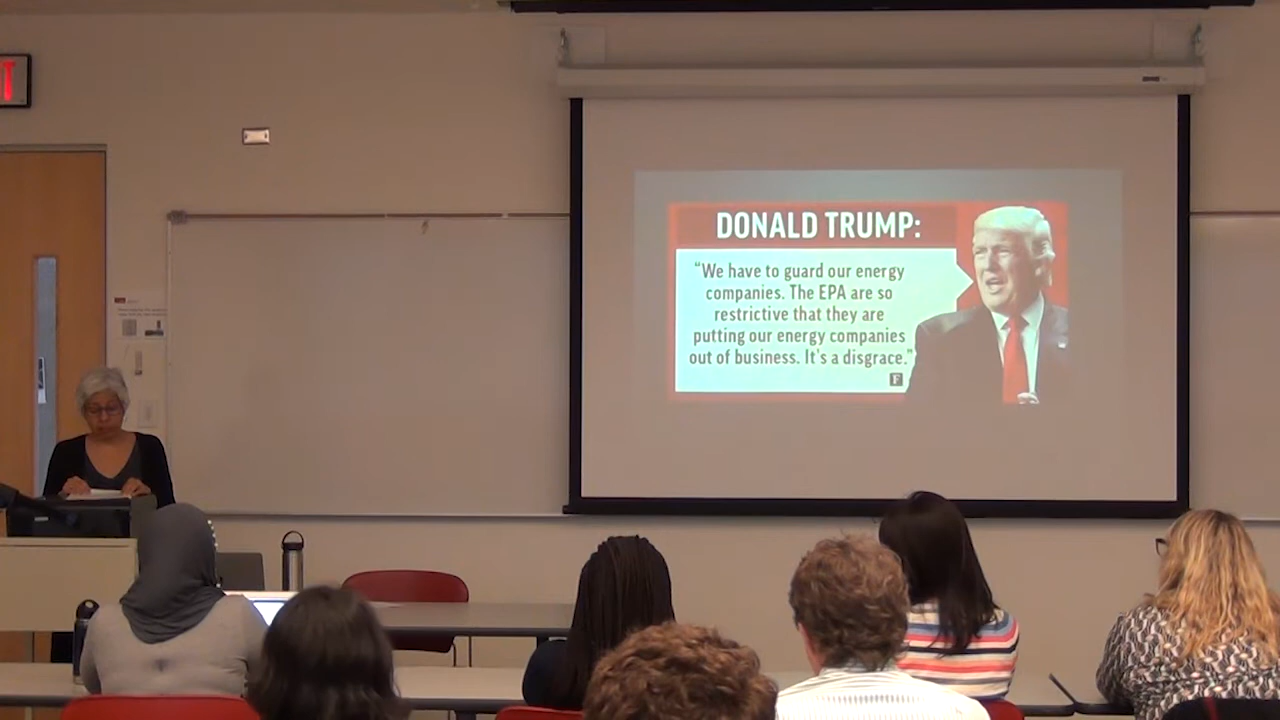 T
DONALD TRUMP:
“We have to guard our energy
companies. The EPA are so
restrictive that they are
putting our energy companies
out of business. It's a disgrace.”
F